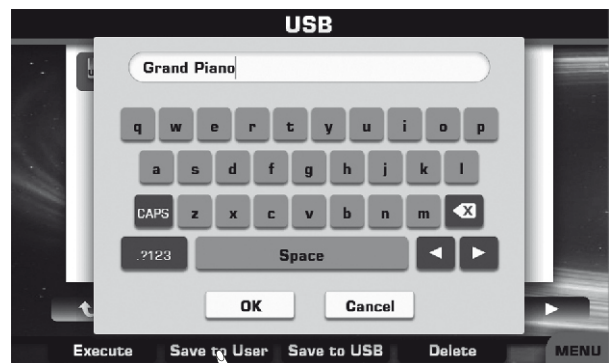 USB
Grand Piano
q w e r t y u i o p
a s d f g h j k l
CAPS z x c v b n m
.?123 Space
OK Cancel
Execute Save to User Save to USB Delete MENU